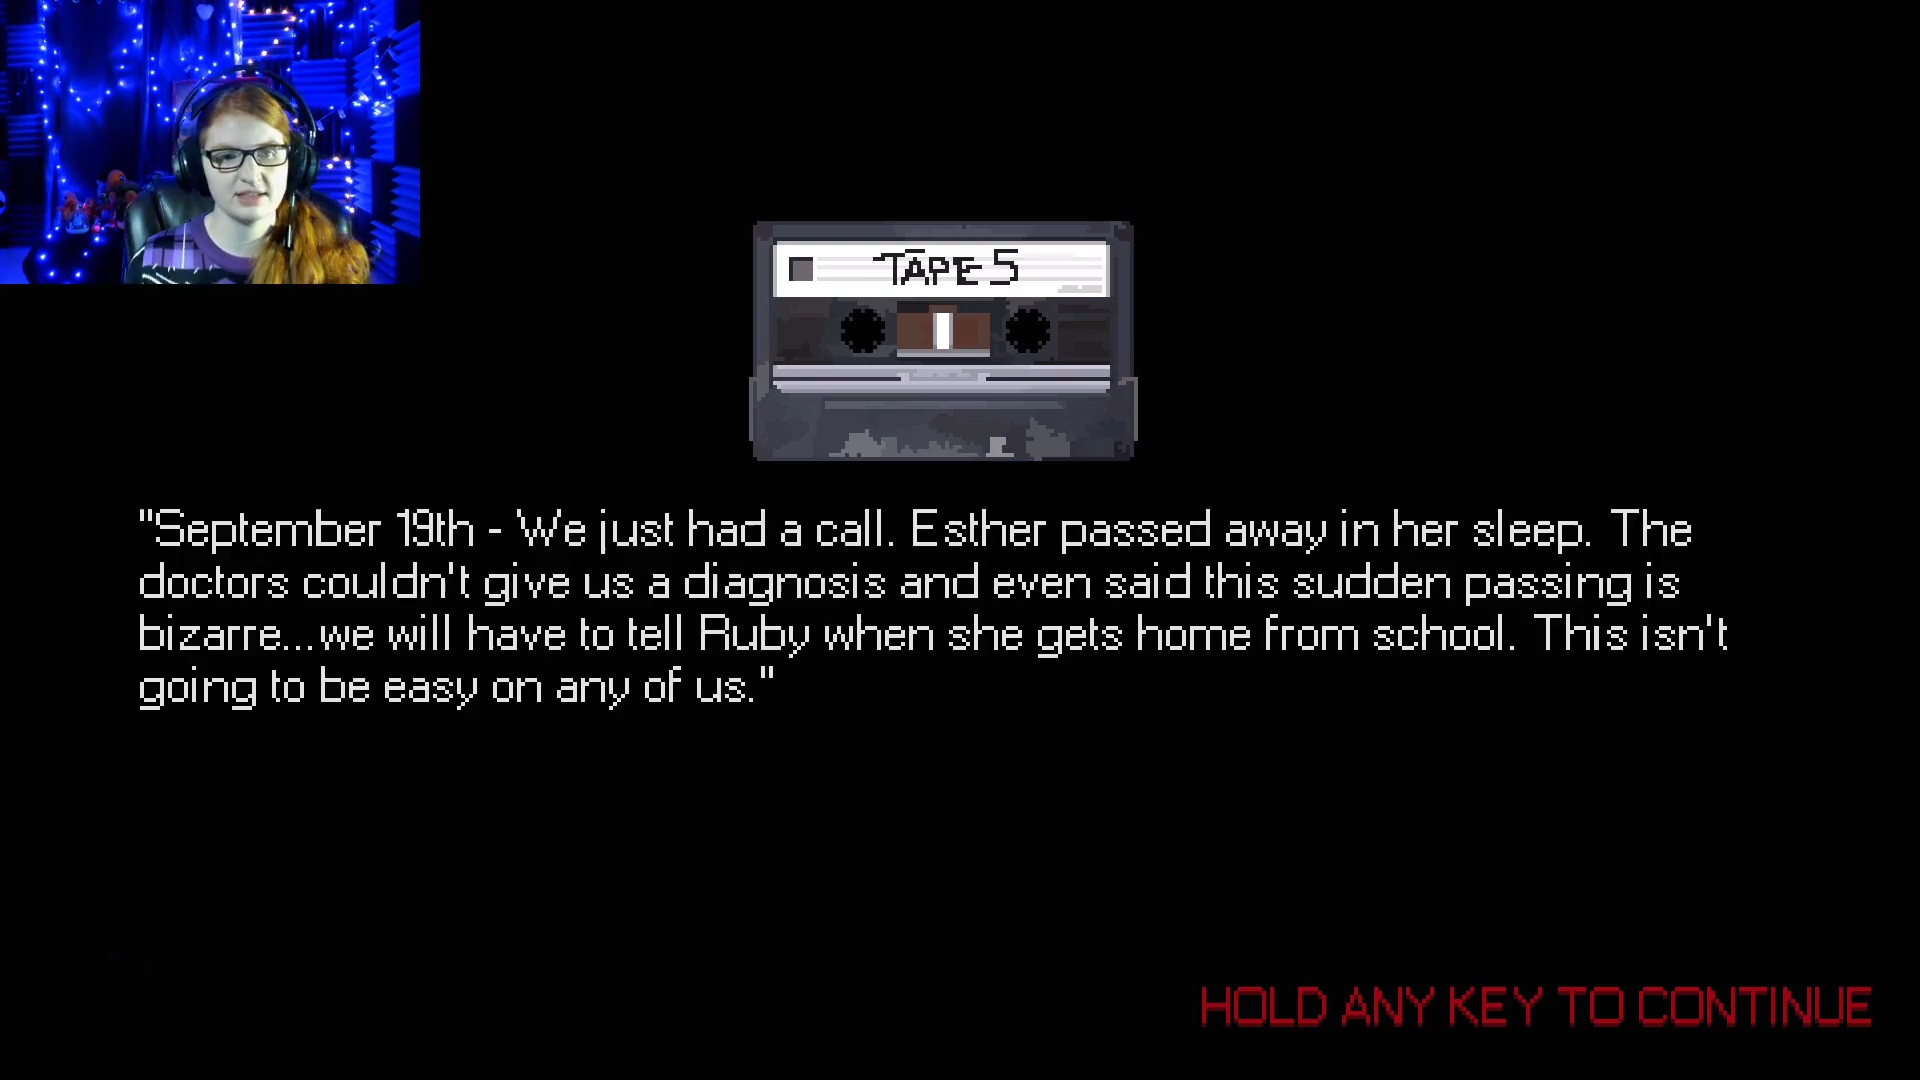 TAPE 5
"September 19th - We just had a call. Esther passed away in her sleep. The
doctors couldn't give us a diagnosis and even said this sudden passing is
bizarre...we will have to tell Ruby when she gets home from school. This isn't
going to be easy on any of us."
HOLD ANY KEY TO CONTINUE